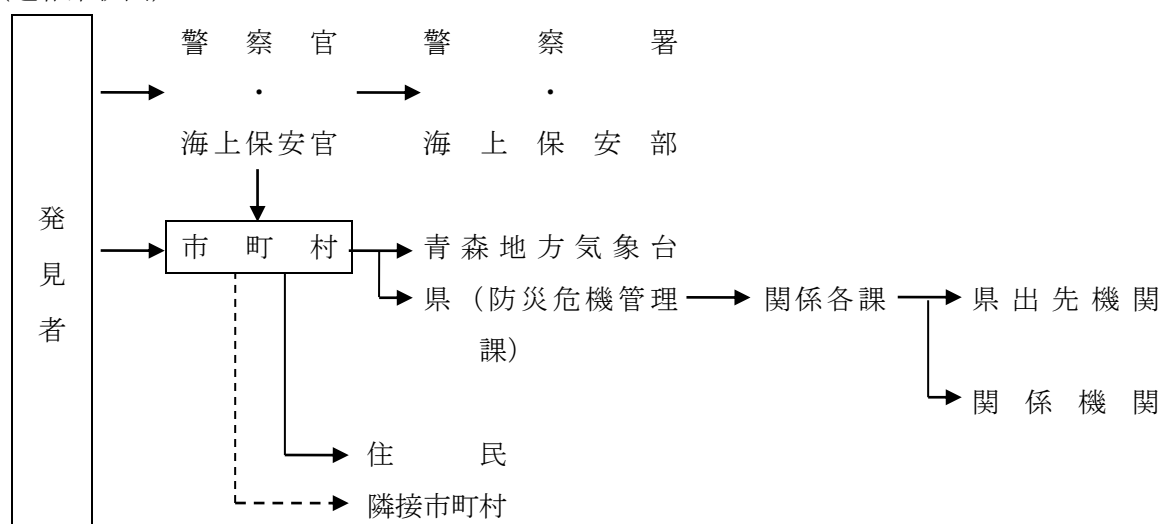 発見者
警察官
・
海上保安官
警察署
・
海上保安部
市町村
青森地方気象台
県（防災危機管理
課）
関係各課
県出先機関
関係機関
住民
隣接市町村